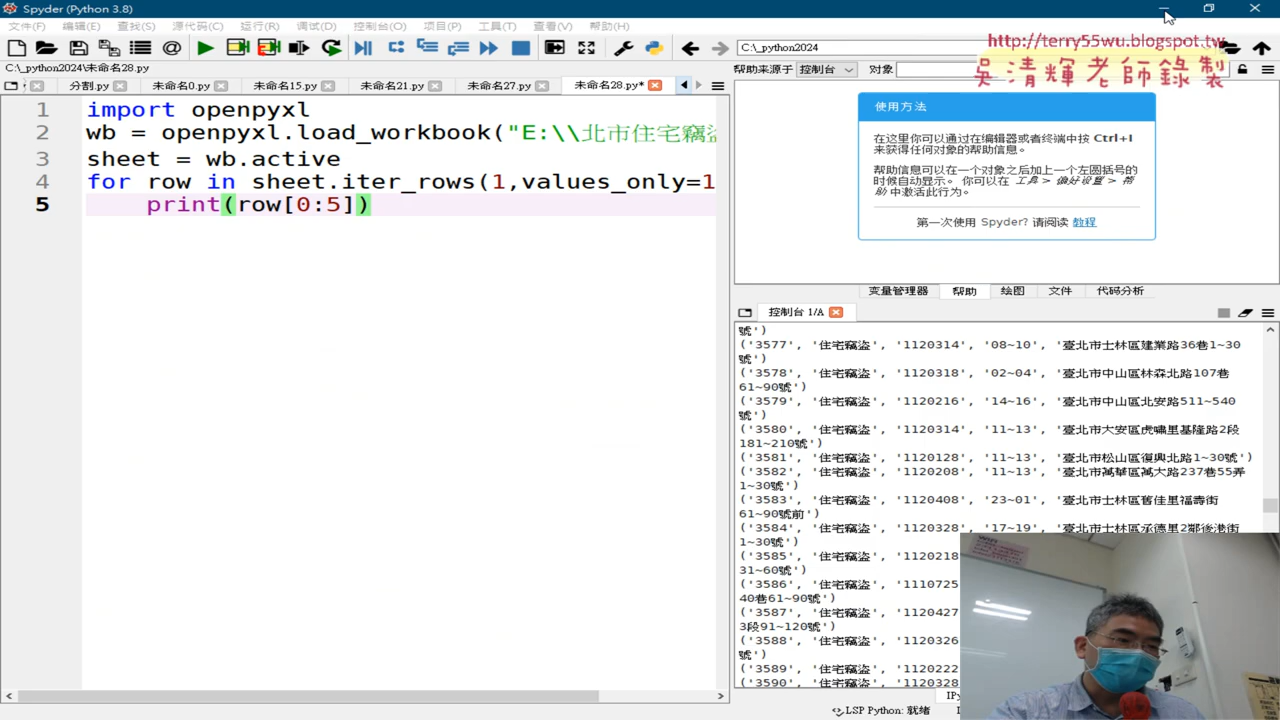 Spyder (Python 3.8)
文件(F) 编辑(E) 查找(S) 源代码(C) 运行(R) 调试(D) 控制台(O) 项目(P) 工具(T) 查看(V) 帮助(H)
C:\_python2024
http://terry55wu.blogspot.tw
吳清輝老師錄製
C:\_python2024\未命名28.py
帮助来源于 控制台 对象
分割.py 未命名0.py 未命名15.py 未命名21.py 未命名27.py 未命名28.py*
1 import openpyxl
2 wb = openpyxl.load_workbook("E:\\北市住宅竊盜
3 sheet = wb.active
4 for row in sheet.iter_rows(1,values_only=1
5 print(row[0:5])
使用方法
在这里你可以通过在编辑器或者终端中按 Ctrl+I
来获得任何对象的帮助信息。
帮助信息可以在一个对象之后加上一个左圆括号的
时候自动显示。 你可以在 工具 > 偏好设置 > 帮
助 中激活此行为。
第一次使用 Spyder? 请阅读 教程
变量管理器 帮助 绘图 文件 代码分析
控制台 1/A
號')
('3577', '住宅竊盜', '1120314', '08~10', '臺北市士林區建業路36巷1~30
號')
('3578', '住宅竊盜', '1120318', '02~04', '臺北市中山區林森北路107巷
61~90號')
('3579', '住宅竊盜', '1120216', '14~16', '臺北市中山區北安路511~540
號')
('3580', '住宅竊盜', '1120314', '11~13', '臺北市大安區虎嘯里基隆路2段
181~210號')
('3581', '住宅竊盜', '1120128', '11~13', '臺北市松山區復興北路1~30號')
('3582', '住宅竊盜', '1120208', '11~13', '臺北市萬華區萬大路237巷55弄
1~30號')
('3583', '住宅竊盜', '1120408', '23~01', '臺北市士林區舊佳里福壽街
61~90號前')
('3584', '住宅竊盜', '1120328', '17~19', '臺北市士林區承德里2鄰後港街
1~30號')
('3585', '住宅竊盜', '1120218
31~60號')
('3586', '住宅竊盜', '1110725
40巷61~90號')
('3587', '住宅竊盜', '1120427
3段91~120號')
('3588', '住宅竊盜', '1120326
號')
('3589', '住宅竊盜', '1120222
('3590', '住宅竊盜', '1120328
LSP Python: 就绪